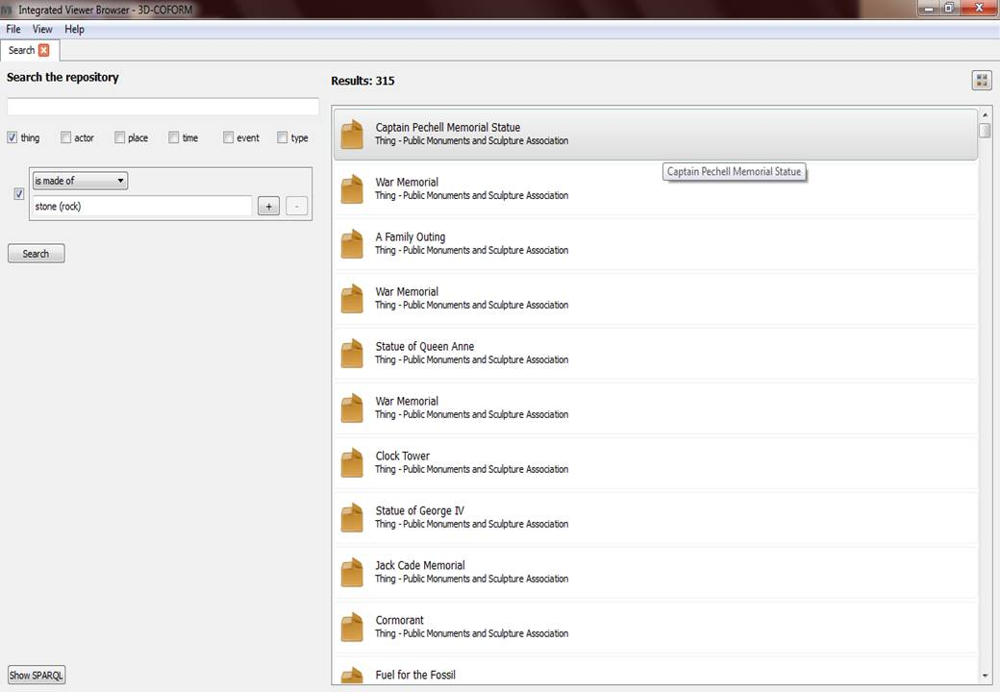 Integrated Viewer Browser - 3D-COFORM
File View Help
Search
Search the repository
thing actor place time event type
is made of
stone (rock)
+ -
Search
Show SPARQL
Results: 315
Captain Pechell Memorial Statue
Thing - Public Monuments and Sculpture Association
Captain Pechell Memorial Statue
War Memorial
Thing - Public Monuments and Sculpture Association
A Family Outing
Thing - Public Monuments and Sculpture Association
War Memorial
Thing - Public Monuments and Sculpture Association
Statue of Queen Anne
Thing - Public Monuments and Sculpture Association
War Memorial
Thing - Public Monuments and Sculpture Association
Clock Tower
Thing - Public Monuments and Sculpture Association
Statue of George IV
Thing - Public Monuments and Sculpture Association
Jack Cade Memorial
Thing - Public Monuments and Sculpture Association
Cormorant
Thing - Public Monuments and Sculpture Association
Fuel for the Fossil